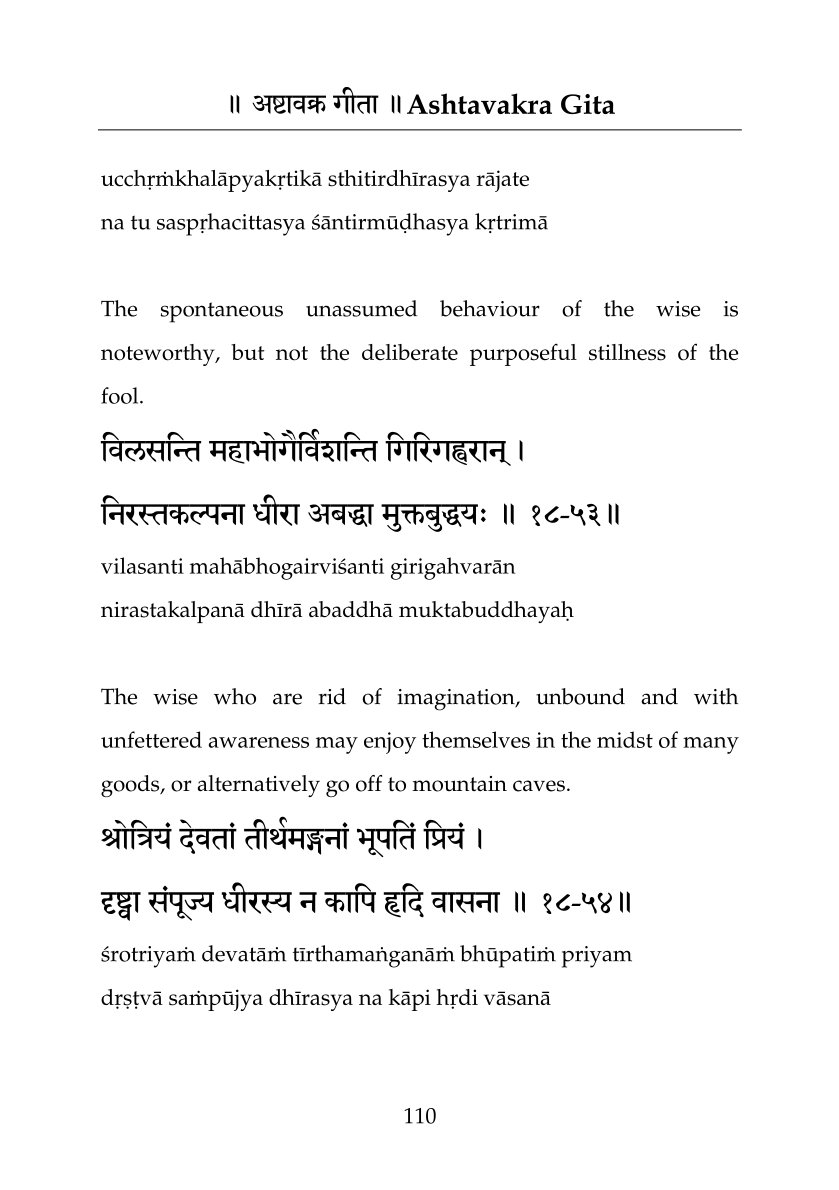 ॥ अष्टावक्र गीता ॥ Ashtavakra Gita
ucchṛṁkhalāpyakṛtikā sthitirdhīrasya rājate
na tu saspṛhacittasya śāntirmūḍhasya kṛtrimā
The spontaneous unassumed behaviour of the wise is
noteworthy, but not the deliberate purposeful stillness of the
fool.
विलसन्ति महाभोगैर्विशन्ति गिरिगह्वरान् ।
निरस्तकल्पना धीरा अबद्धा मुक्तबुद्धयः ॥ १८-५३॥
vilasanti mahābhogairviśanti girigahvarān
nirastakalpanā dhīrā abaddhā muktabuddhayaḥ
The wise who are rid of imagination, unbound and with
unfettered awareness may enjoy themselves in the midst of many
goods, or alternatively go off to mountain caves.
श्रोत्रियं देवतां तीर्थमङ्गनां भूपतिं प्रियं ।
दृष्ट्वा संपूज्य धीरस्य न कापि हृदि वासना ॥ १८-५४॥
śrotriyaṁ devatāṁ tīrthamaṅganāṁ bhūpatiṁ priyam
dṛṣṭvā saṁpūjya dhīrasya na kāpi hṛdi vāsanā
110